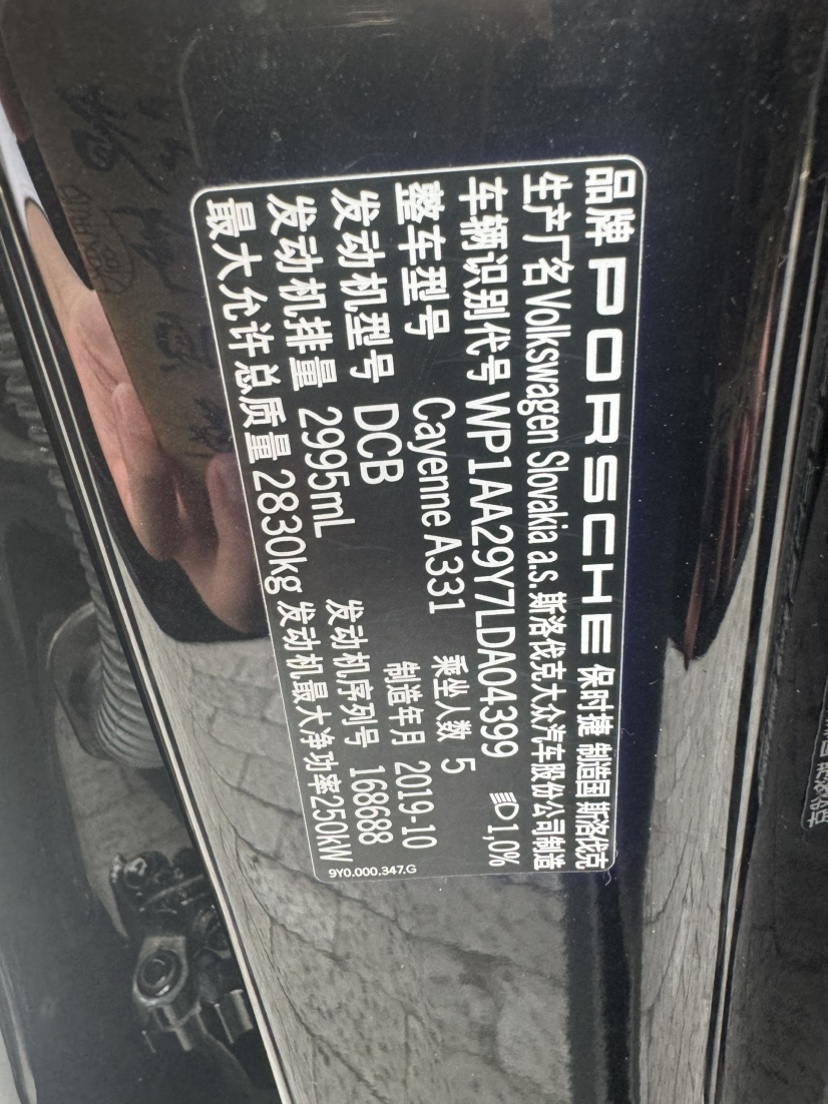 品牌 PORSCHE 保时捷 制造国 斯洛伐克
生产厂名 Volkswagen Slovakia a.s. 斯洛伐克大众汽车股份公司制造
车辆识别代号 WP1AA29Y7LDA04399 1,0%
整车型号 Cayenne A331 乘坐人数 5
发动机型号 DCB 制造年月 2019-10
发动机排量 2995mL 发动机序列号 168688
最大允许总质量 2830kg 发动机最大净功率250kW
9Y0.000.347.G